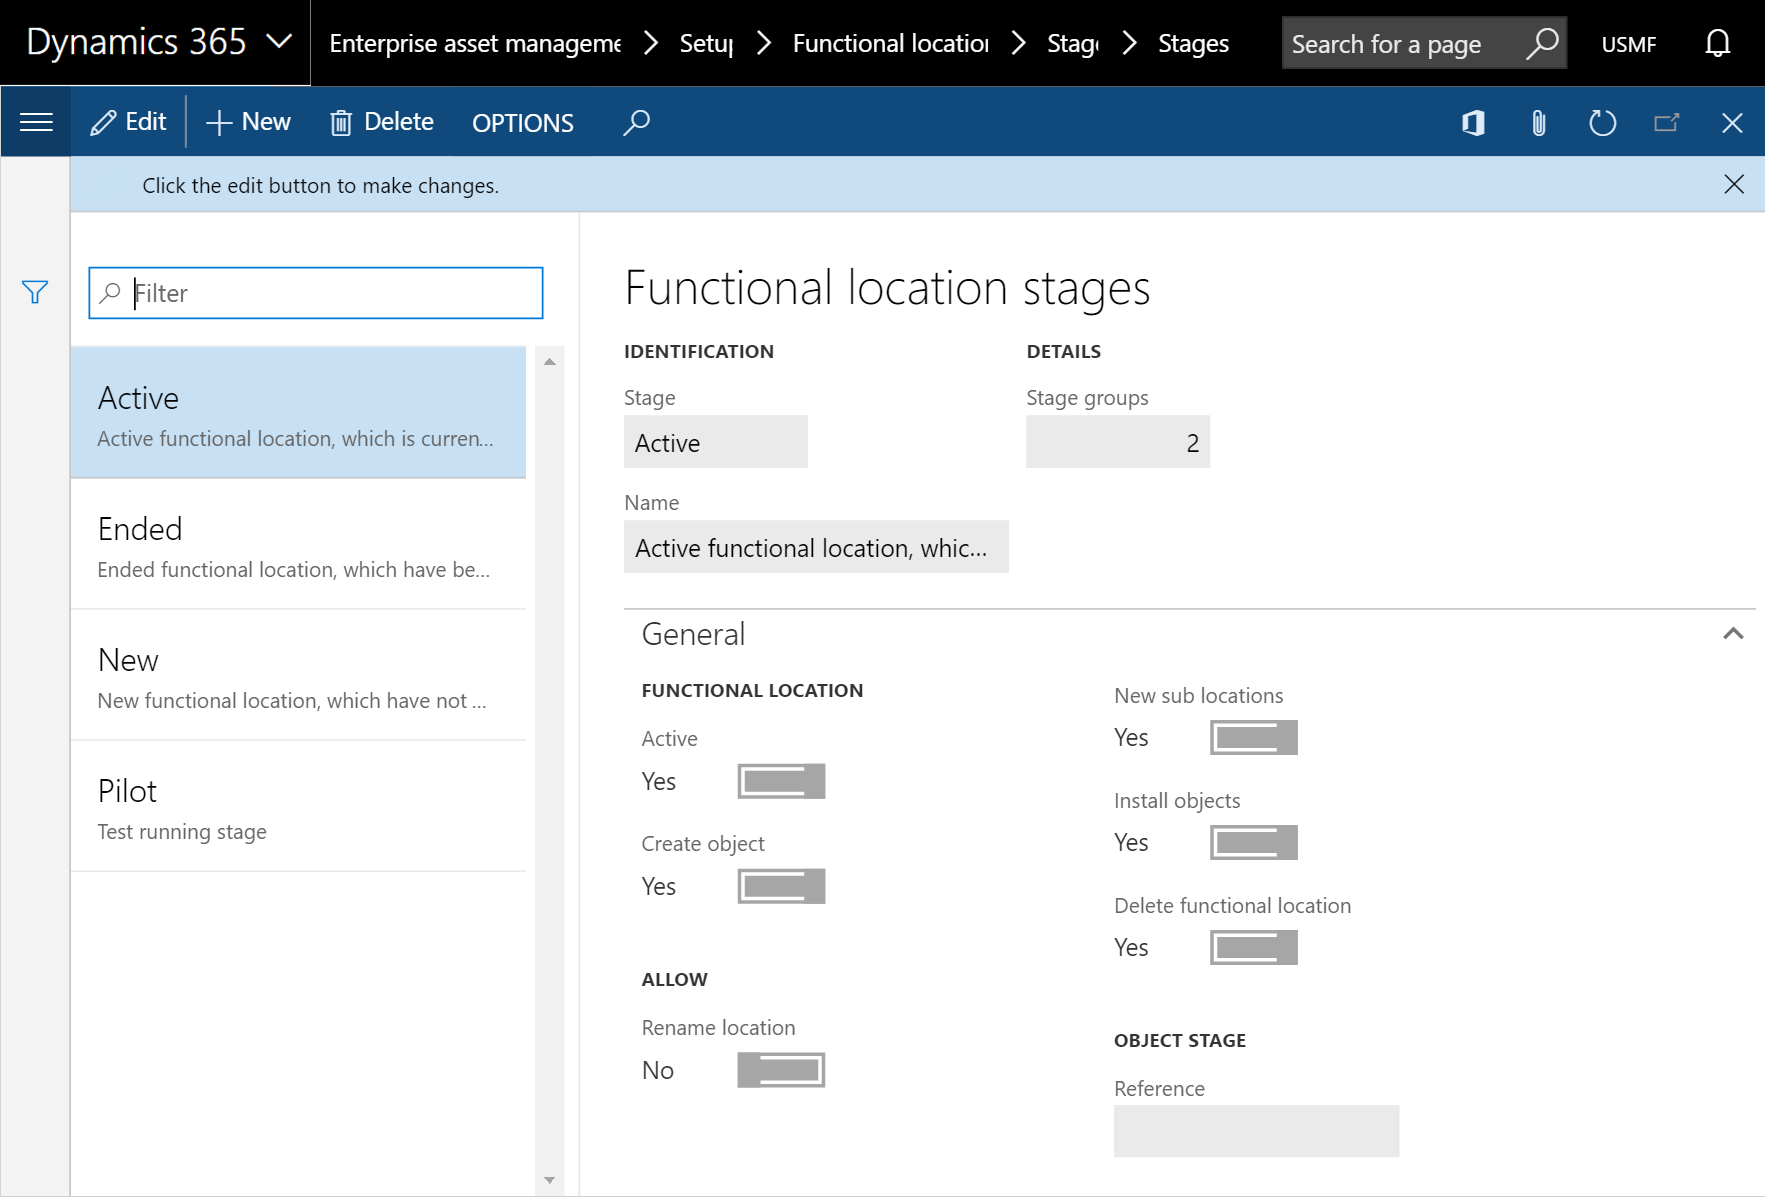 Dynamics 365
Enterprise asset manageme
Setup
Functional location
Stage
Stages
Search for a page
USMF
Edit
New
Delete
OPTIONS
Click the edit button to make changes.
Filter
Active
Active functional location, which is curren...
Ended
Ended functional location, which have be...
New
New functional location, which have not ...
Pilot
Test running stage
Functional location stages
IDENTIFICATION
Stage
Active
Name
Active functional location, whic...
DETAILS
Stage groups
2
General
FUNCTIONAL LOCATION
Active
Yes
Create object
Yes
ALLOW
Rename location
No
New sub locations
Yes
Install objects
Yes
Delete functional location
Yes
OBJECT STAGE
Reference